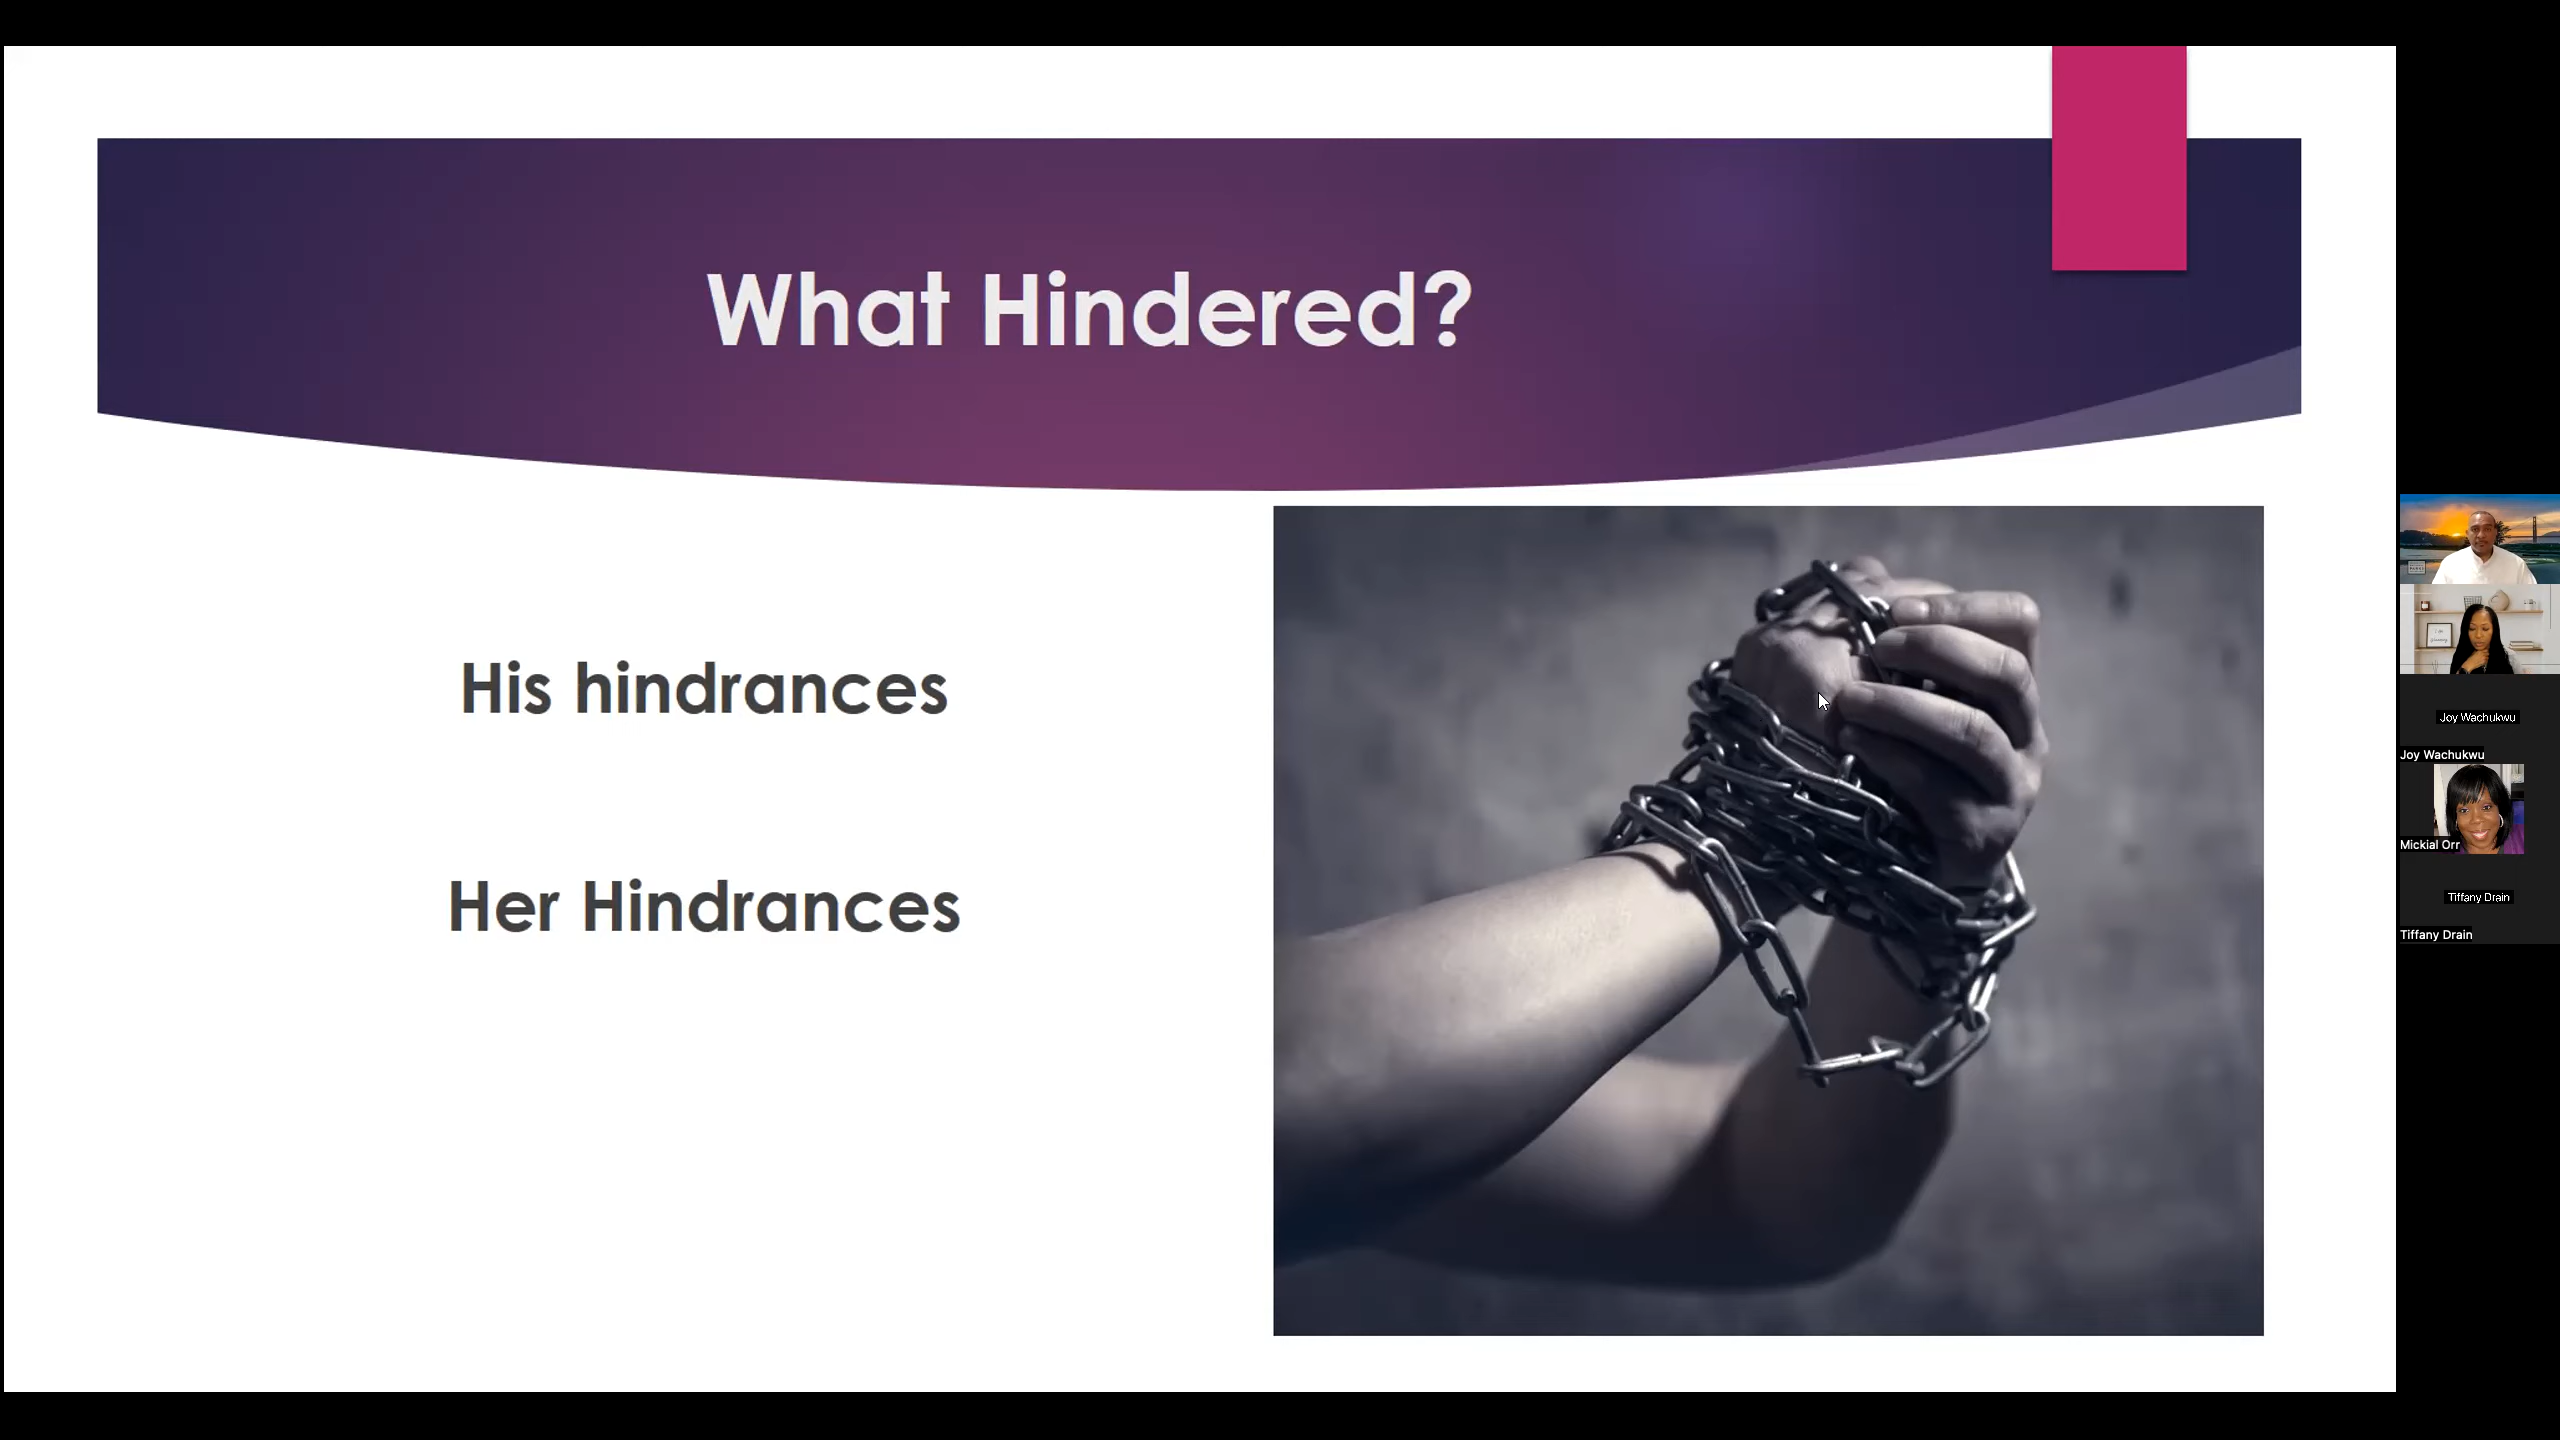 What Hindered?
His hindrances
Her Hindrances
Joy Wachukwu
Joy Wachukwu
Mickial Orr
Tiffany Drain
Tiffany Drain